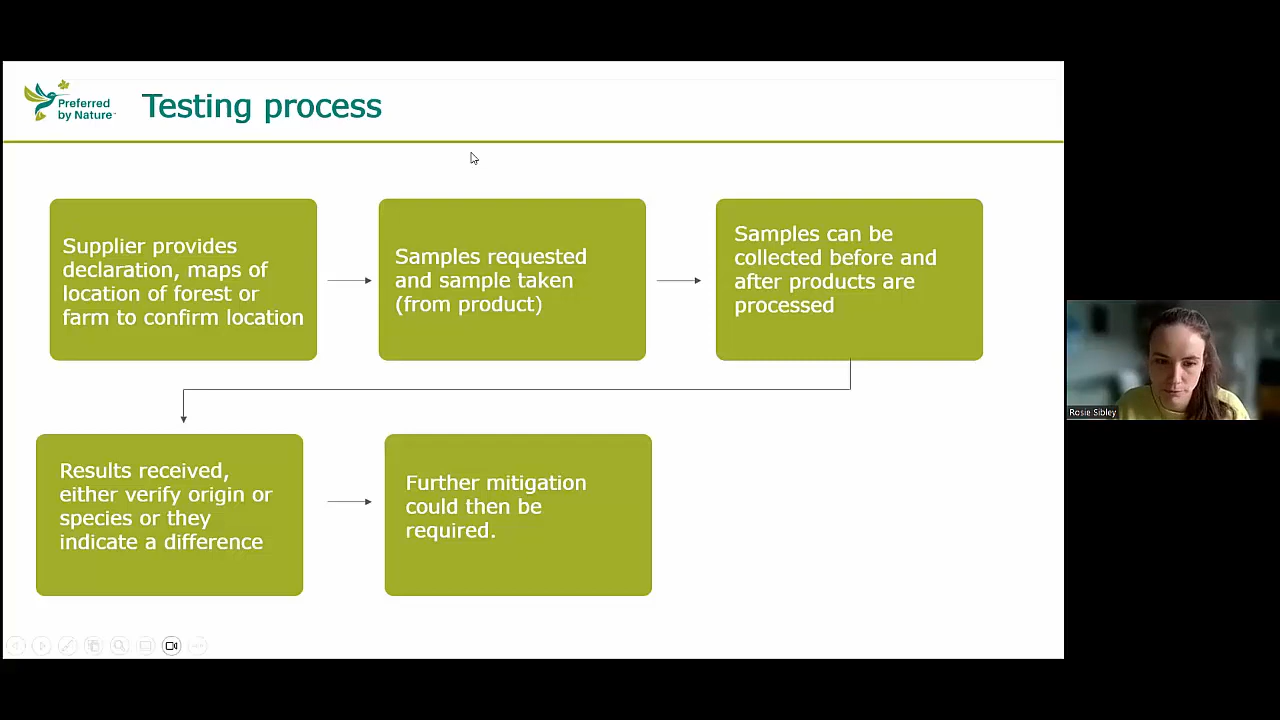 Preferred
by Nature™
Testing process
Supplier provides
declaration, maps of
location of forest or
farm to confirm location
Samples requested
and sample taken
(from product)
Samples can be
collected before and
after products are
processed
Results received,
either verify origin or
species or they
indicate a difference
Further mitigation
could then be
required.
Rosie Sibley